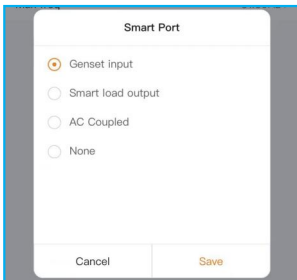 Smart Port
Genset input
Smart load output
AC Coupled
None
Cancel
Save